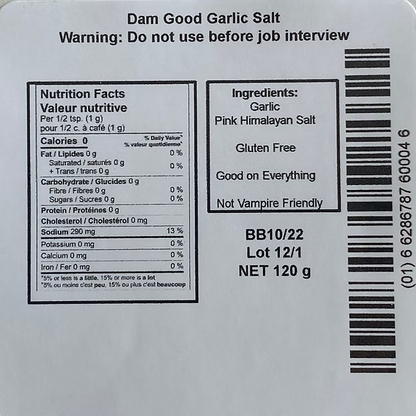 Dam Good Garlic Salt
Warning: Do not use before job interview
Nutrition Facts
Valeur nutritive
Per 1/2 tsp. (1 g)
pour 1/2 c. à café (1 g)
% Daily Value*
Calories 0
% valeur quotidienne*
Fat / Lipides 0 g 0 %
Saturated / saturés 0 g
+ Trans / trans 0 g 0 %
Carbohydrate / Glucides 0 g
Fibre / Fibres 0 g 0 %
Sugars / Sucres 0 g 0 %
Protein / Protéines 0 g
Cholesterol / Cholestérol 0 mg
Sodium 290 mg 13 %
Potassium 0 mg 0 %
Calcium 0 mg 0 %
Iron / Fer 0 mg 0 %
*5% or less is a little, 15% or more is a lot
*5% ou moins c'est peu, 15% ou plus c'est beaucoup
Ingredients:
Garlic
Pink Himalayan Salt
Gluten Free
Good on Everything
Not Vampire Friendly
BB10/22
Lot 12/1
NET 120 g
(01) 6 6286787 60004 6